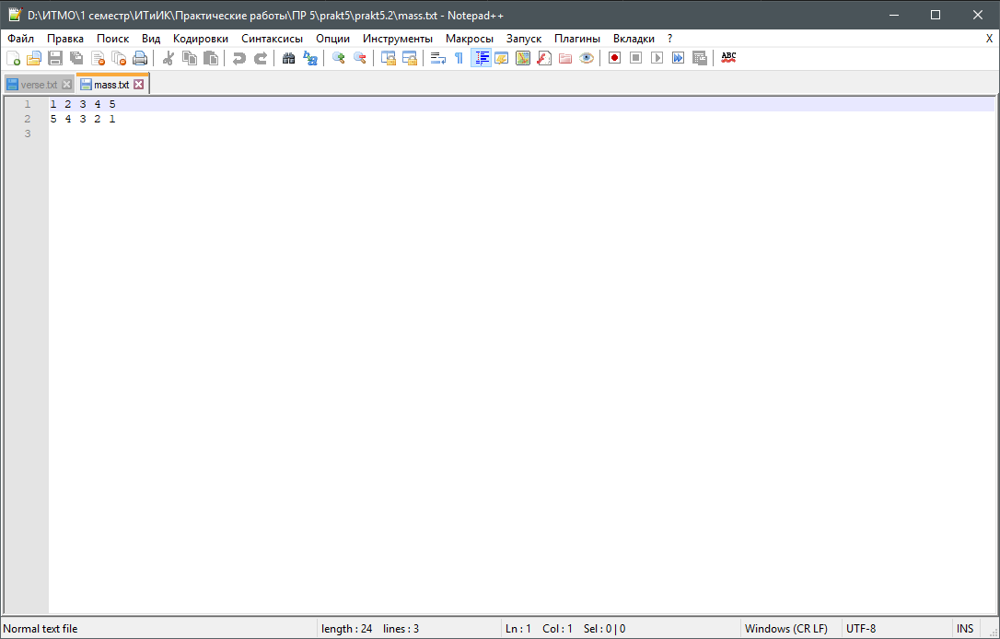 D:\ИТМО\1 семестр\ИТиИК\Практические работы\ПР 5\prakt5\prakt5.2\mass.txt - Notepad++
Файл Правка Поиск Вид Кодировки Синтаксисы Опции Инструменты Макросы Запуск Плагины Вкладки ? X
ABC
verse.txt mass.txt
1 1 2 3 4 5
2 5 4 3 2 1
3
Normal text file length : 24 lines : 3 Ln : 1 Col : 1 Sel : 0 | 0 Windows (CR LF) UTF-8 INS